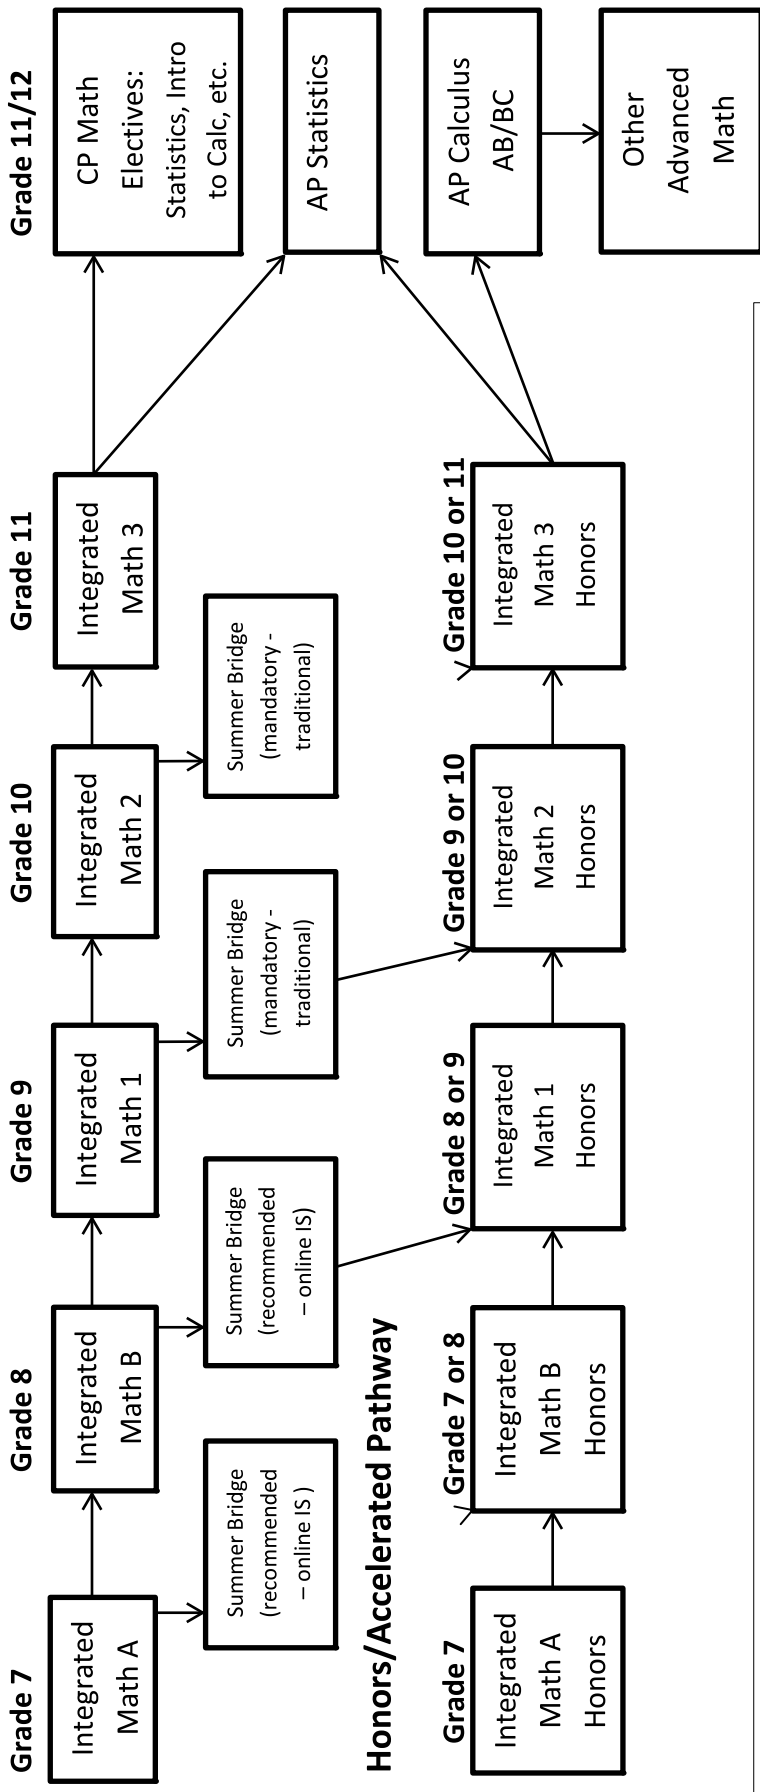 Grade 7
Grade 8
Grade 9
Grade 10
Grade 11
Grade 11/12
Integrated
Math A
Integrated
Math B
Integrated
Math 1
Integrated
Math 2
Integrated
Math 3
CP Math
Electives:
Statistics, Intro
to Calc, etc.
Summer Bridge
(recommended
– online IS )
Summer Bridge
(recommended
– online IS)
Summer Bridge
(mandatory -
traditional)
Summer Bridge
(mandatory -
traditional)
AP Statistics
Honors/Accelerated Pathway
Grade 7
Grade 7 or 8
Grade 8 or 9
Grade 9 or 10
Grade 10 or 11
Integrated
Math A
Honors
Integrated
Math B
Honors
Integrated
Math 1
Honors
Integrated
Math 2
Honors
Integrated
Math 3
Honors
AP Calculus
AB/BC
Other
Advanced
Math